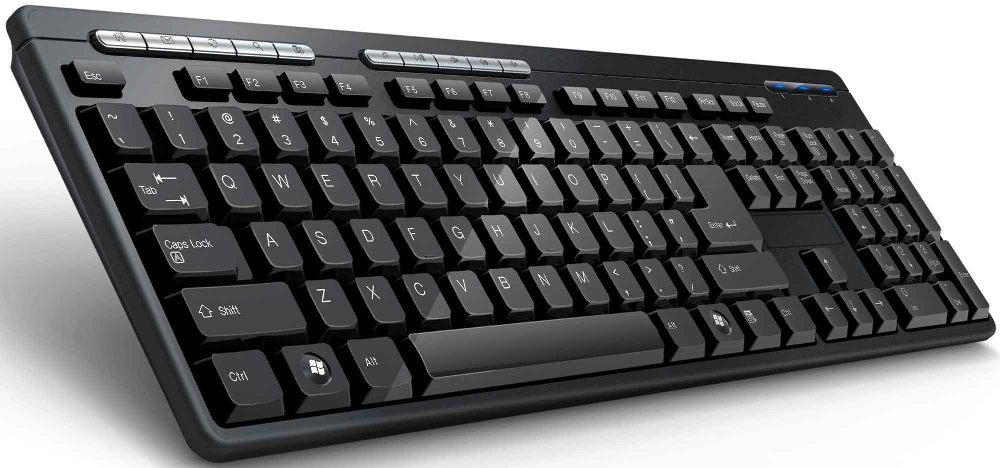 Esc F1 F2 F3 F4 F5 F6 F7 F8 F9 F10 F11 F12 PrtScn ScrLk Pause
1 A A
~ ! @ # $ % ^ & * ( ) — + ¦ 
` 1 2 3 4 5 6 7 8 9 0 - = \ ← Insert Home Page Up Num Lock / * -
Tab Q W E R T Y U I O P { [ } ] Delete End Page Down 7 Home 8 ↑ 9 PgUp +
Caps Lock A A S D F G H J K L : ; " ' Enter 4 ← 5 6 →
Shift Z X C V B N M < , > . ? / Shift ↑ 1 End 2 ↓ 3 PgDn Enter
Ctrl Alt Alt Ctrl ← ↓ → 0 Ins . Del